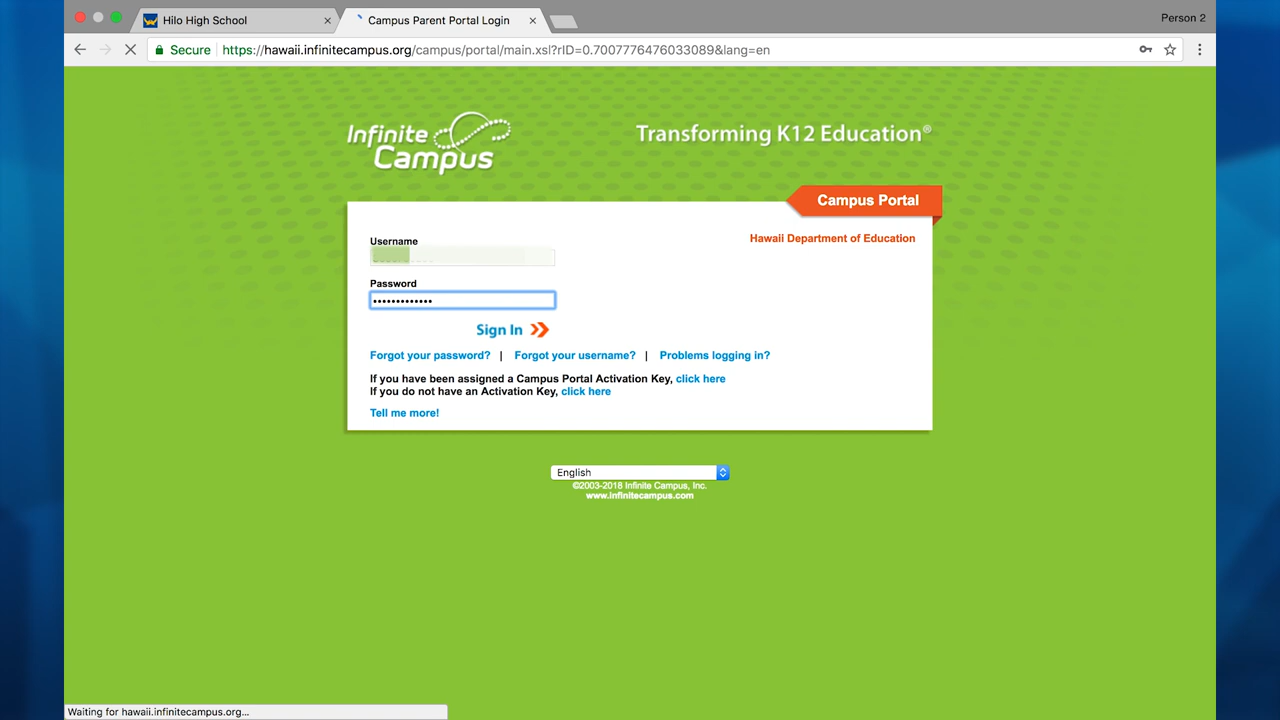 Hilo High School
Campus Parent Portal Login
Person 2
Secure
https://hawaii.infinitecampus.org/campus/portal/main.xsl?rID=0.7007776476033089&lang=en
Infinite Campus
Transforming K12 Education®
Campus Portal
Hawaii Department of Education
Username
Password
•••••••••••••
Sign In
Forgot your password? | Forgot your username? | Problems logging in?
If you have been assigned a Campus Portal Activation Key, click here
If you do not have an Activation Key, click here
Tell me more!
English
©2003-2018 Infinite Campus, Inc.
www.infinitecampus.com
Waiting for hawaii.infinitecampus.org...